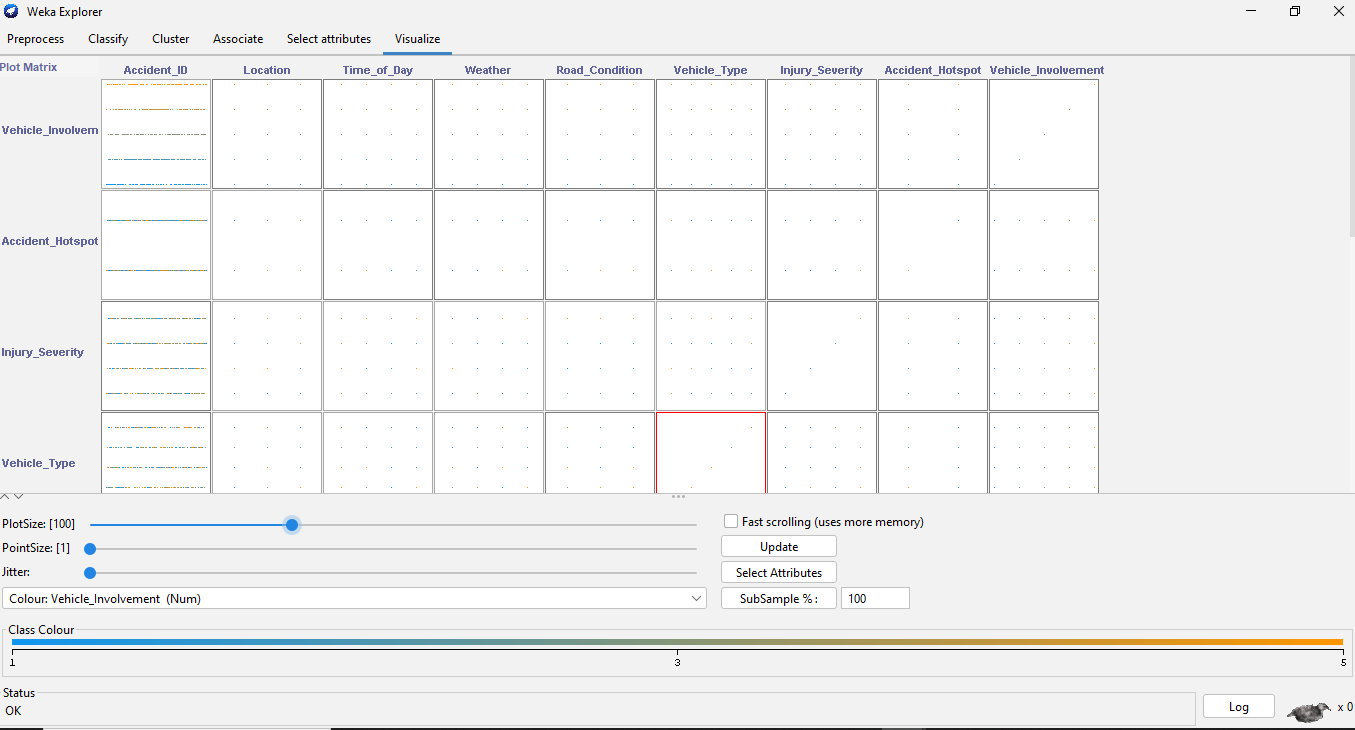 Weka Explorer
Preprocess Classify Cluster Associate Select attributes Visualize
Plot Matrix Accident_ID Location Time_of_Day Weather Road_Condition Vehicle_Type Injury_Severity Accident_Hotspot Vehicle_Involvement
Vehicle_Involvem
Accident_Hotspot
Injury_Severity
Vehicle_Type
PlotSize: [100] Fast scrolling (uses more memory)
PointSize: [1] Update
Jitter: Select Attributes
Colour: Vehicle_Involvement (Num) SubSample % : 100
Class Colour
1 3 5
Status
OK Log x 0